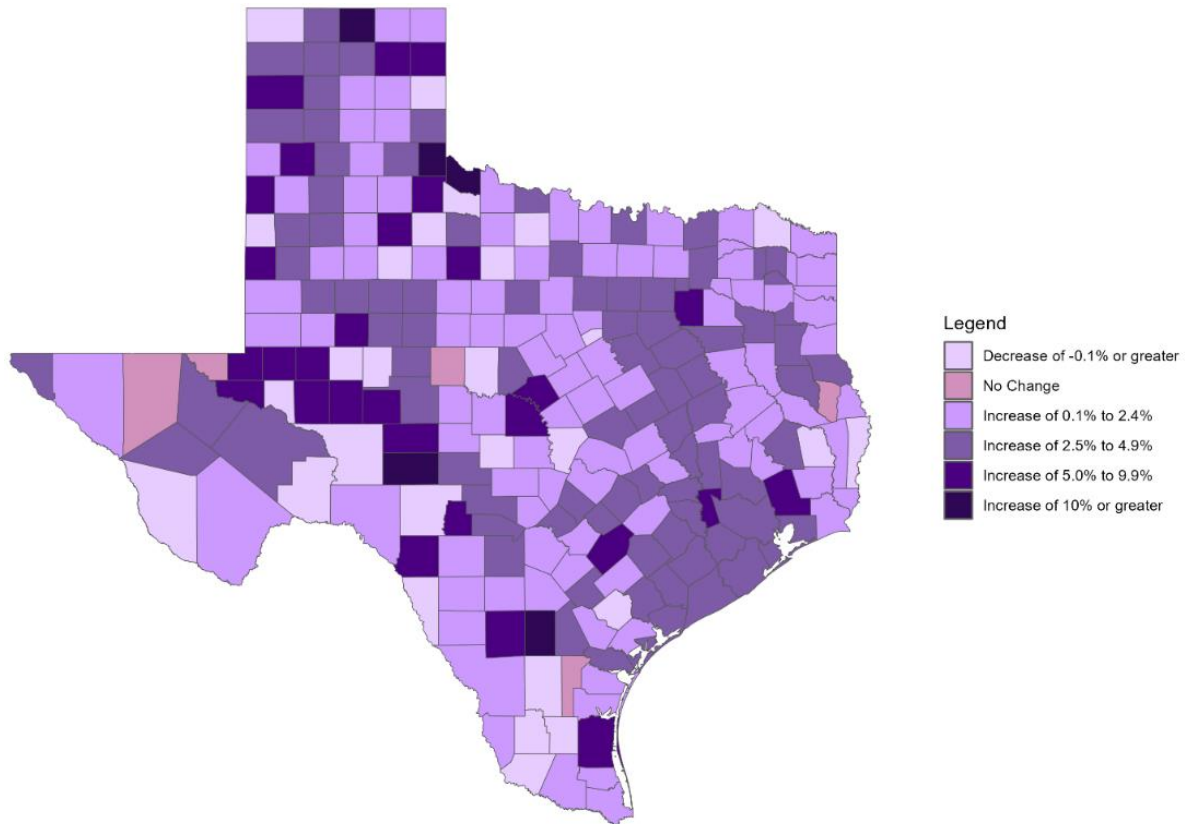 Legend
Decrease of -0.1% or greater
No Change
Increase of 0.1% to 2.4%
Increase of 2.5% to 4.9%
Increase of 5.0% to 9.9%
Increase of 10% or greater